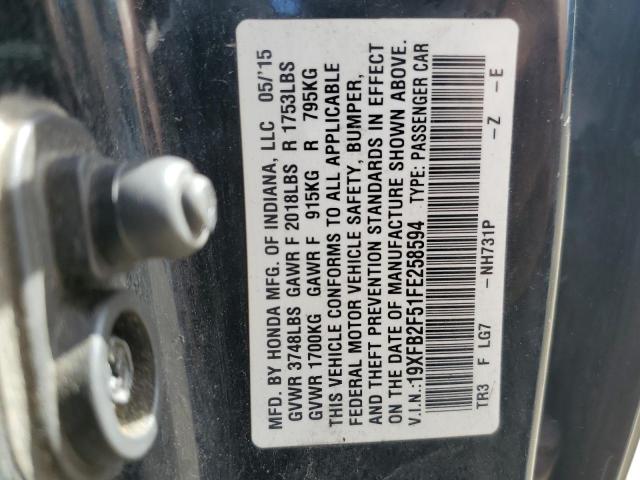 MFD. BY HONDA MFG. OF INDIANA, LLC 05/'15
GVWR 3748LBS GAWR F 2018LBS R 1753LBS
GVWR 1700KG GAWR F 915KG R 795KG
THIS VEHICLE CONFORMS TO ALL APPLICABLE
FEDERAL MOTOR VEHICLE SAFETY, BUMPER,
AND THEFT PREVENTION STANDARDS IN EFFECT
ON THE DATE OF MANUFACTURE SHOWN ABOVE.
V.I.N.:19XFB2F51FE258594 TYPE: PASSENGER CAR
TR3 F LG7 -NH731P -Z -E